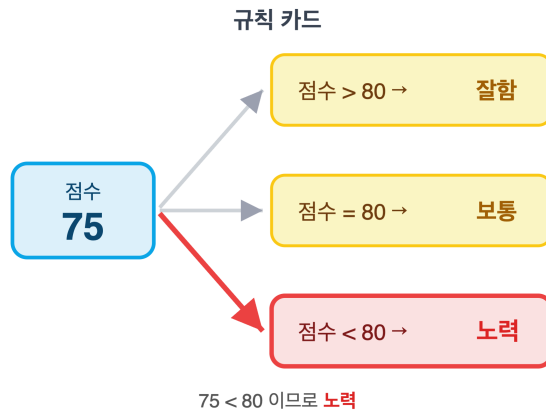 규칙 카드
점수 > 80 → 잘함
점수
75
점수 = 80 → 보통
점수 < 80 → 노력
75 < 80 이므로 노력